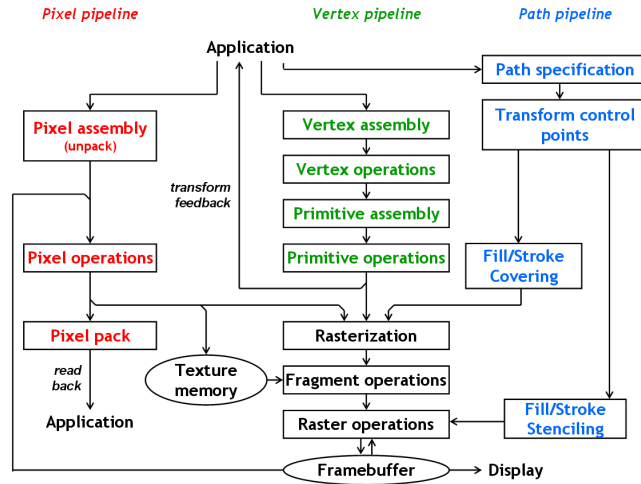 Pixel pipeline
Vertex pipeline
Path pipeline
Application
Path specification
Pixel assembly
(unpack)
Vertex assembly
Transform control
points
Vertex operations
transform
feedback
Primitive assembly
Pixel operations
Primitive operations
Fill/Stroke
Covering
Pixel pack
Rasterization
read
back
Texture
memory
Fragment operations
Application
Raster operations
Fill/Stroke
Stenciling
Framebuffer
Display